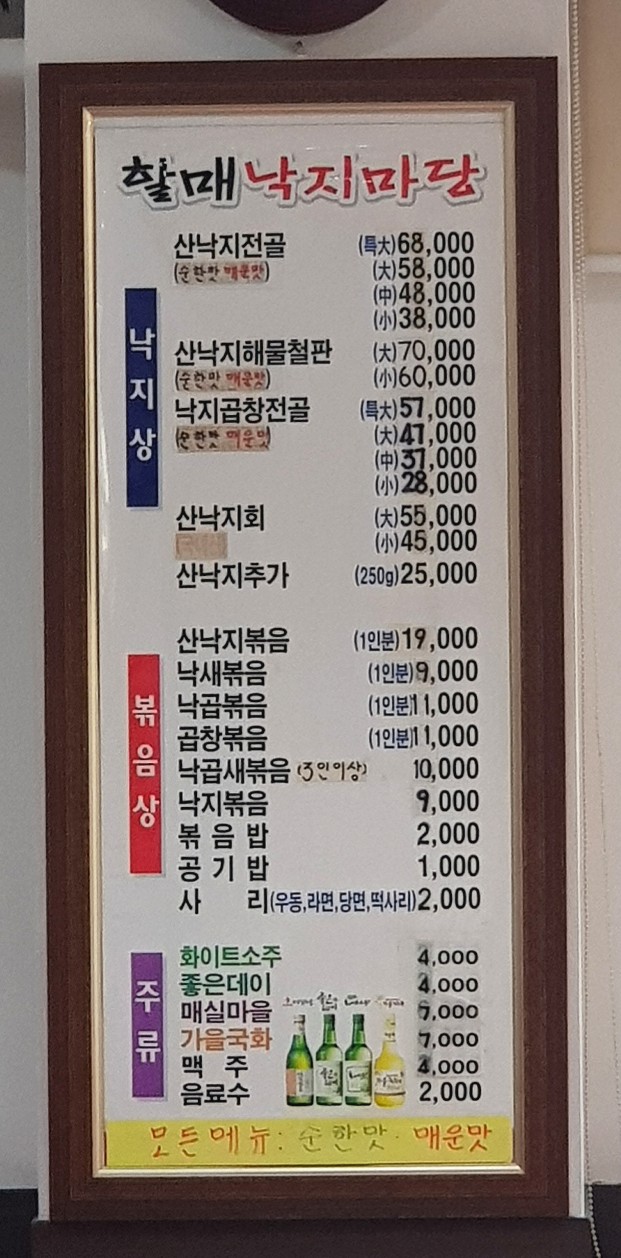 할매낙지마당
낙지상
산낙지전골 (특大)68,000
(순한맛 매운맛) (大)58,000
(中)48,000
(小)38,000
산낙지해물철판 (大)70,000
(순한맛 매운맛) (小)60,000
낙지곱창전골 (특大)57,000
(순한맛 매운맛) (大)47,000
(中)37,000
(小)28,000
산낙지회 (大)55,000
(小)45,000
산낙지추가 (250g)25,000
볶음상
산낙지볶음 (1인분)19,000
낙새볶음 (1인분)9,000
낙곱볶음 (1인분)11,000
곱창볶음 (1인분)11,000
낙곱새볶음 (3인이상) 10,000
낙지볶음 9,000
볶음밥 2,000
공기밥 1,000
사 리(우동,라면,당면,떡사리)2,000
주류
화이트소주 4,000
좋은데이 4,000
매실마을
가을국화 7,000
맥 주 4,000
음료수 2,000
모든메뉴: 순한맛·매운맛